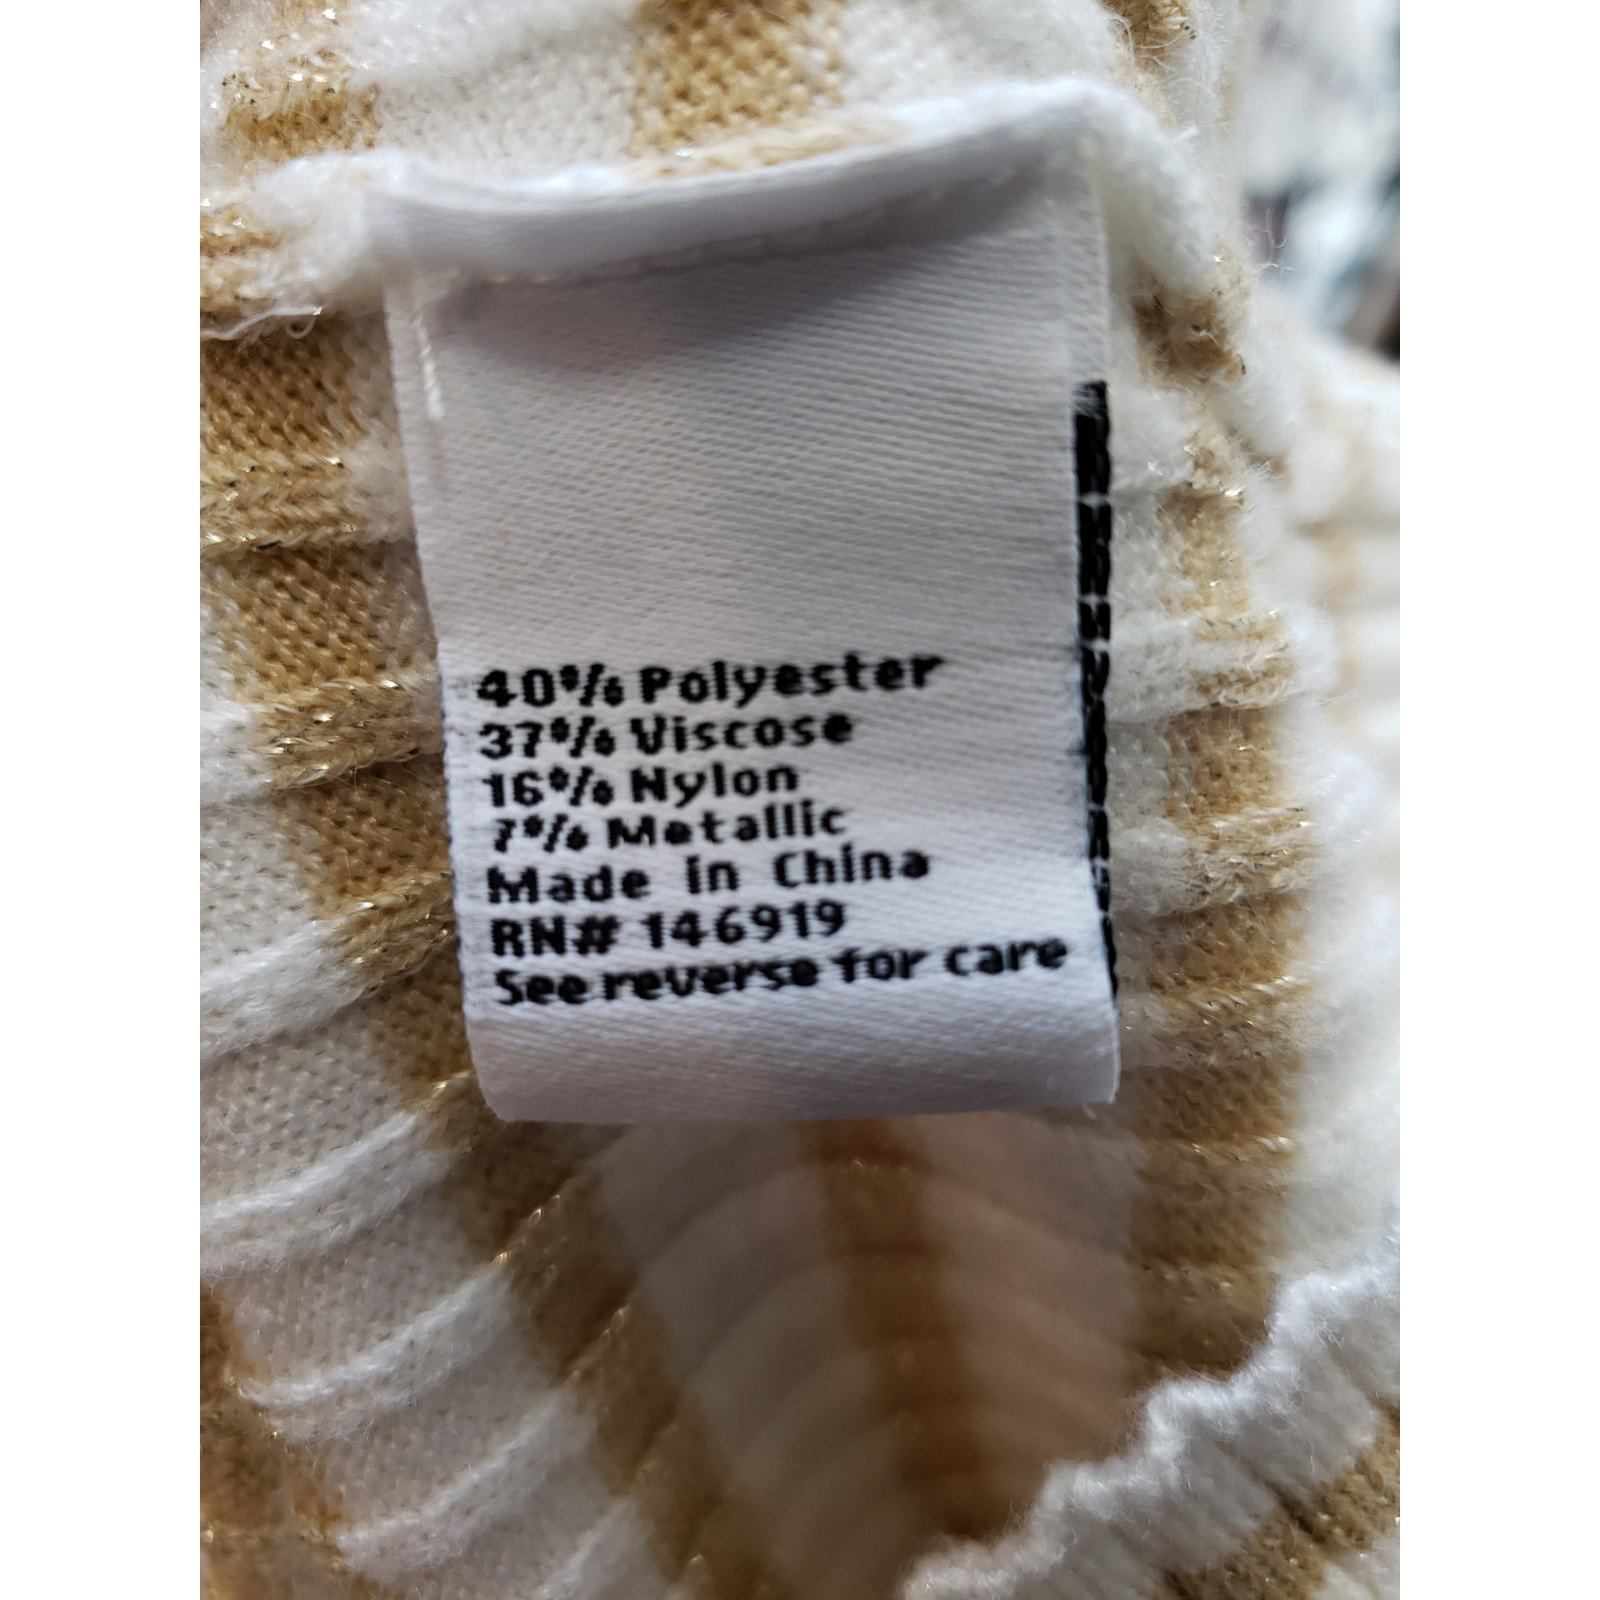 40% Polyester
37% Viscose
16% Nylon
7% Metallic
Made in China
RN# 146919
See reverse for care